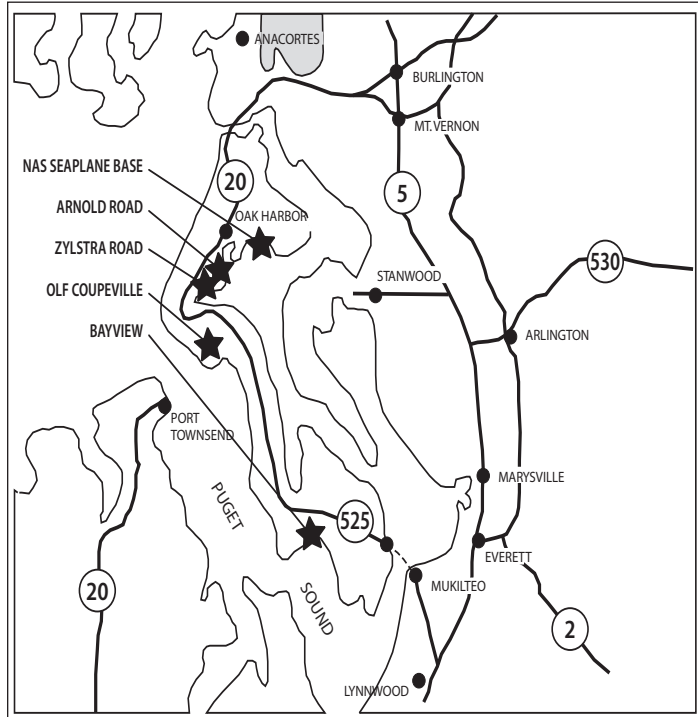 ANACORTES
BURLINGTON
MT. VERNON
NAS SEAPLANE BASE
20
5
ARNOLD ROAD
OAK HARBOR
ZYLSTRA ROAD
530
STANWOOD
OLF COUPEVILLE
BAYVIEW
ARLINGTON
PORT
TOWNSEND
MARYSVILLE
PUGET
525
EVERETT
MUKILTEO
SOUND
20
2
LYNNWOOD